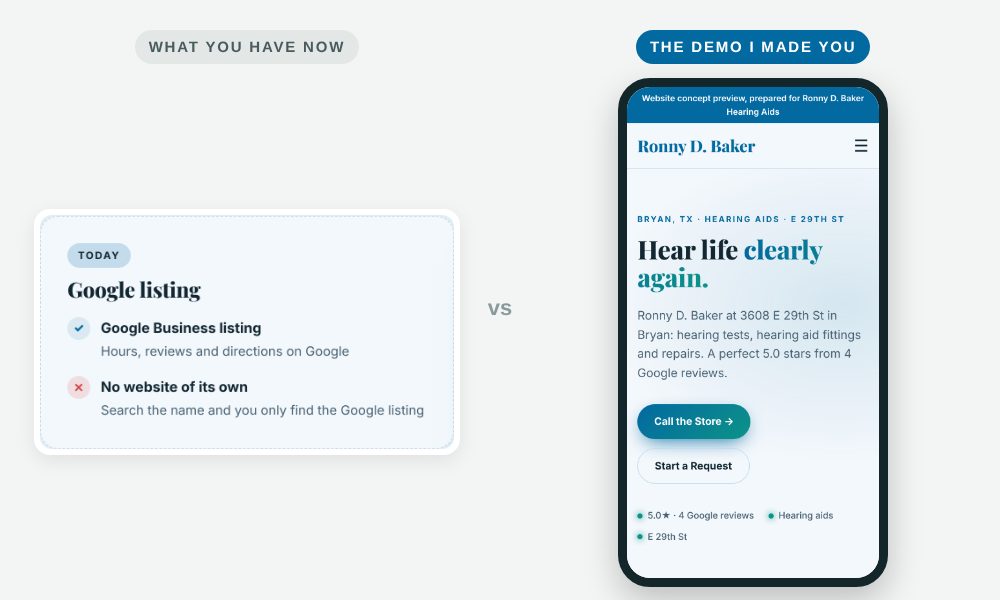 WHAT YOU HAVE NOW
TODAY
Google listing
Google Business listing
Hours, reviews and directions on Google
No website of its own
Search the name and you only find the Google listing
vs
THE DEMO I MADE YOU
Website concept preview, prepared for Ronny D. Baker
Hearing Aids
Ronny D. Baker
BRYAN, TX · HEARING AIDS · E 29TH ST
Hear life clearly
again.
Ronny D. Baker at 3608 E 29th St in
Bryan: hearing tests, hearing aid fittings
and repairs. A perfect 5.0 stars from 4
Google reviews.
Call the Store →
Start a Request
5.0★ · 4 Google reviews
Hearing aids
E 29th St